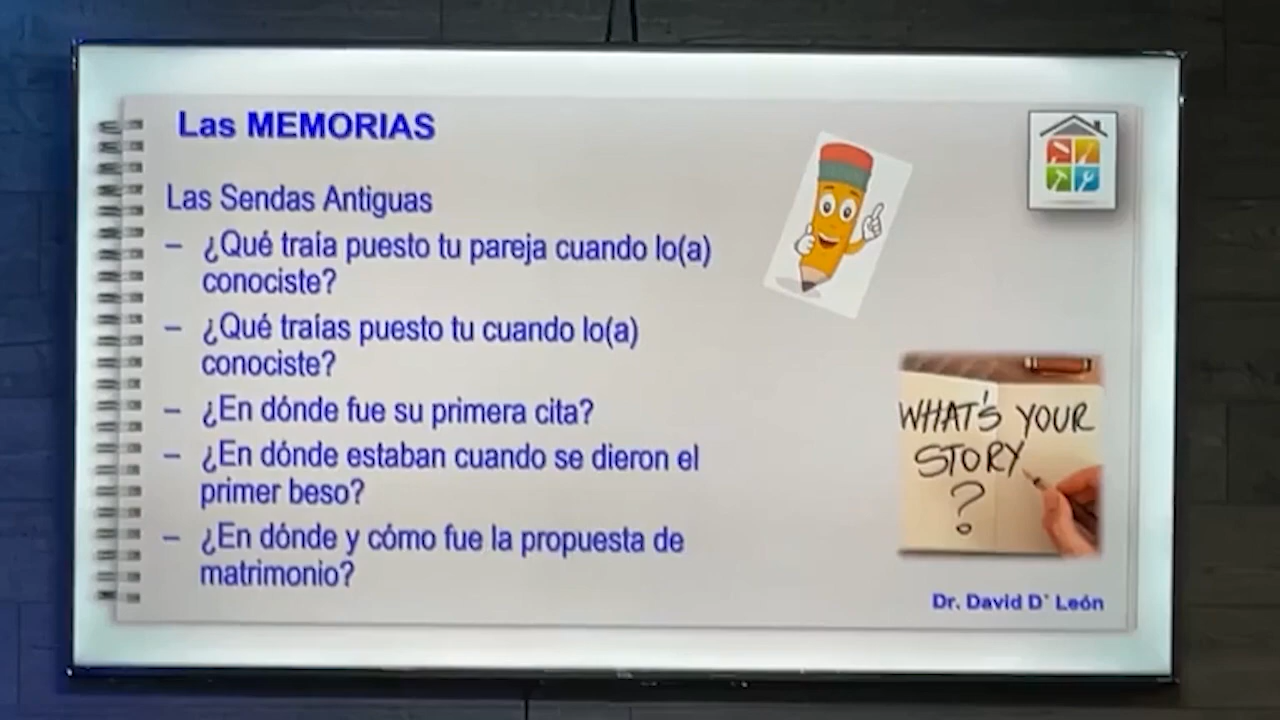 Las MEMORIAS
Las Sendas Antiguas
– ¿Qué traía puesto tu pareja cuando lo(a)
conociste?
– ¿Qué traías puesto tu cuando lo(a)
conociste?
– ¿En dónde fue su primera cita?
– ¿En dónde estaban cuando se dieron el
primer beso?
– ¿En dónde y cómo fue la propuesta de
matrimonio?
WHAT'S YOUR
STORY
?
Dr. David D` León